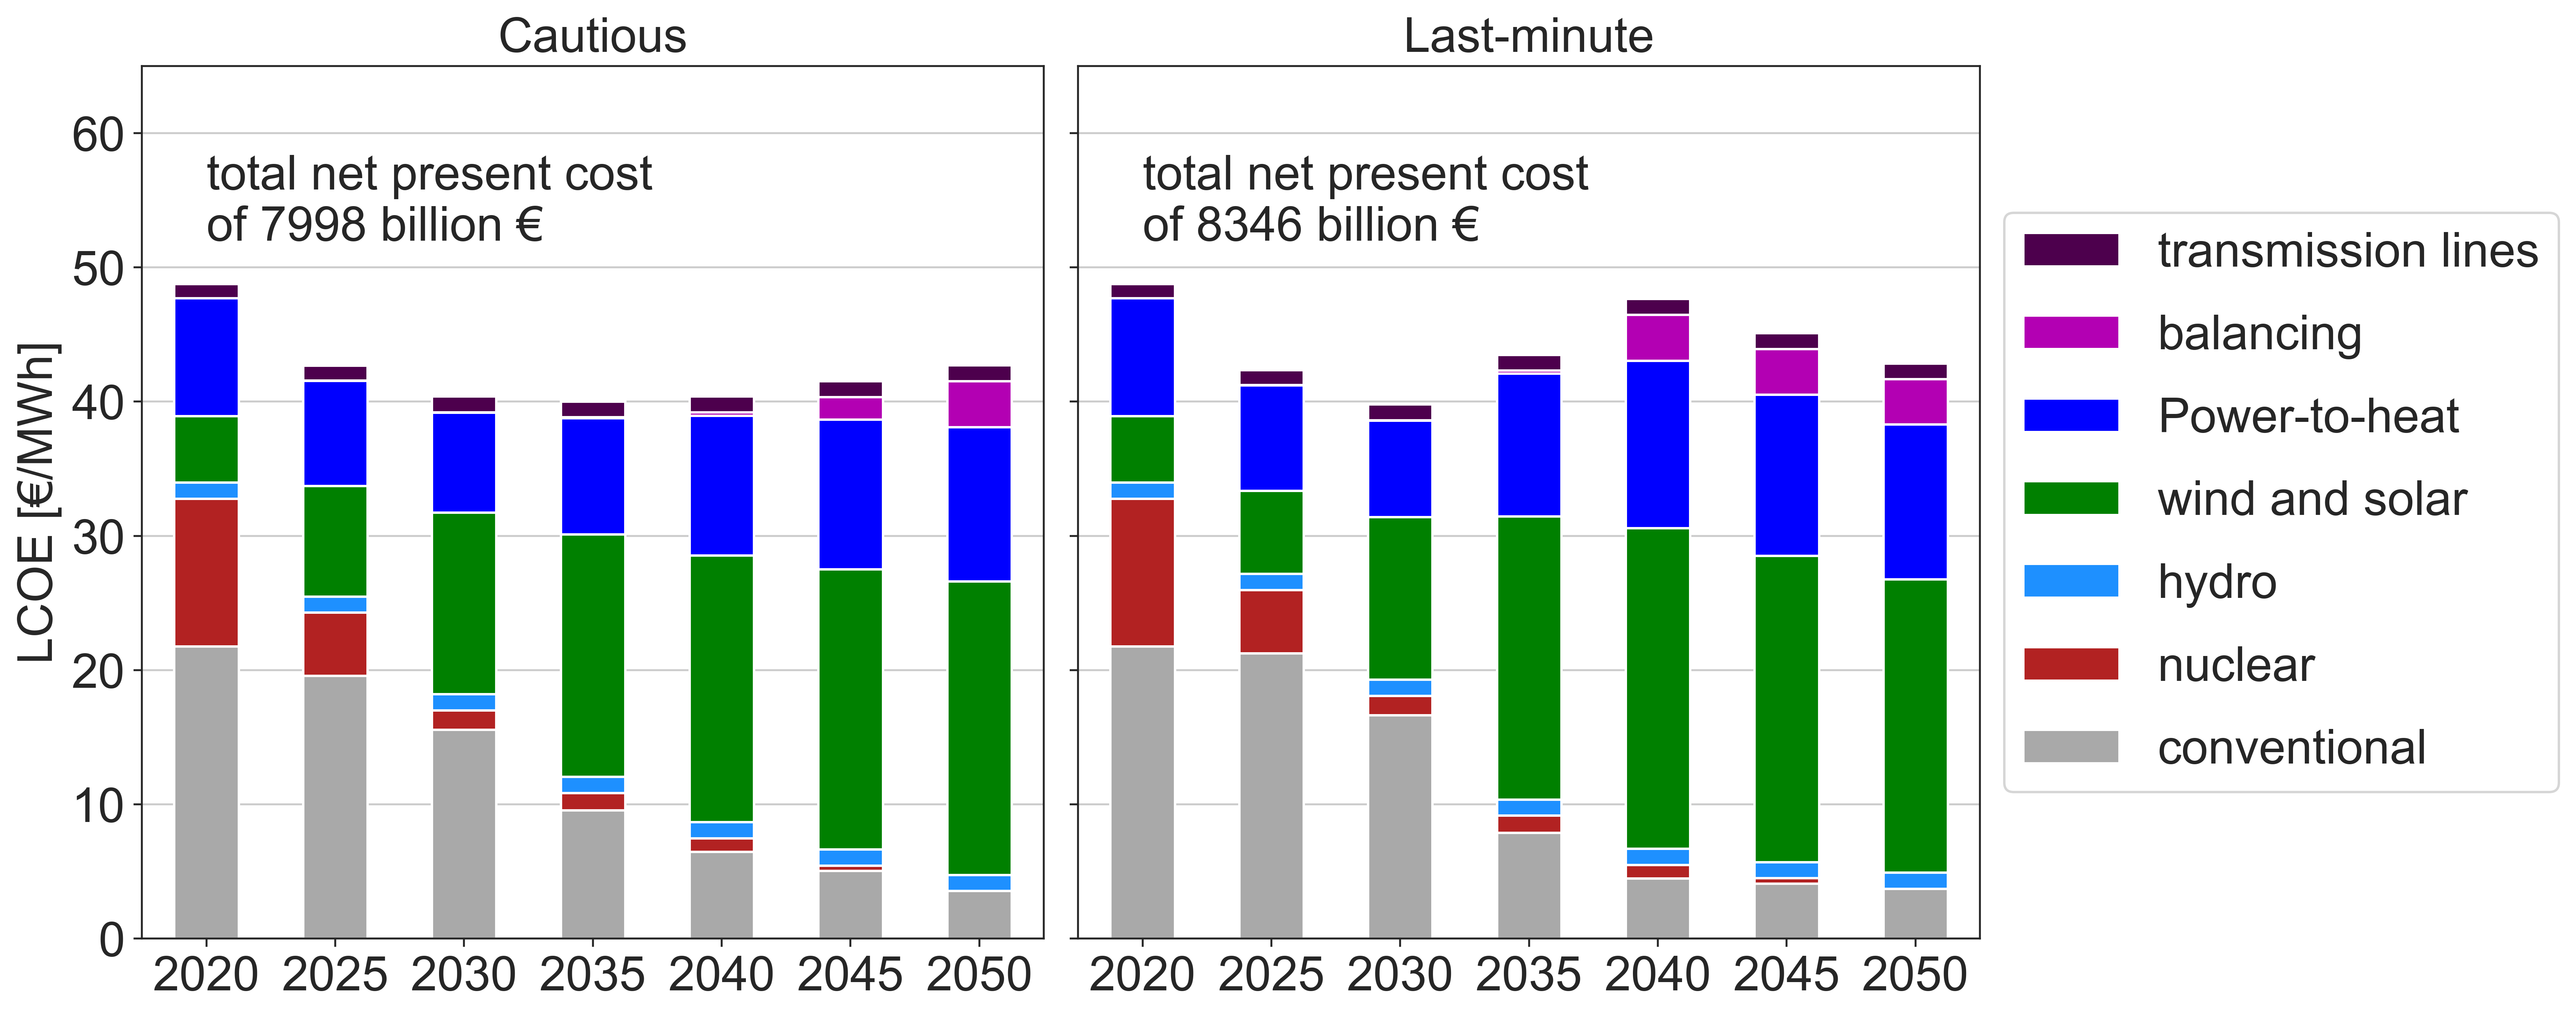 Cautious
Last-minute
LCOE [€/MWh]
60
50
40
30
20
10
0
total net present cost
of 7998 billion €
total net present cost
of 8346 billion €
2020 2025 2030 2035 2040 2045 2050
2020 2025 2030 2035 2040 2045 2050
transmission lines
balancing
Power-to-heat
wind and solar
hydro
nuclear
conventional